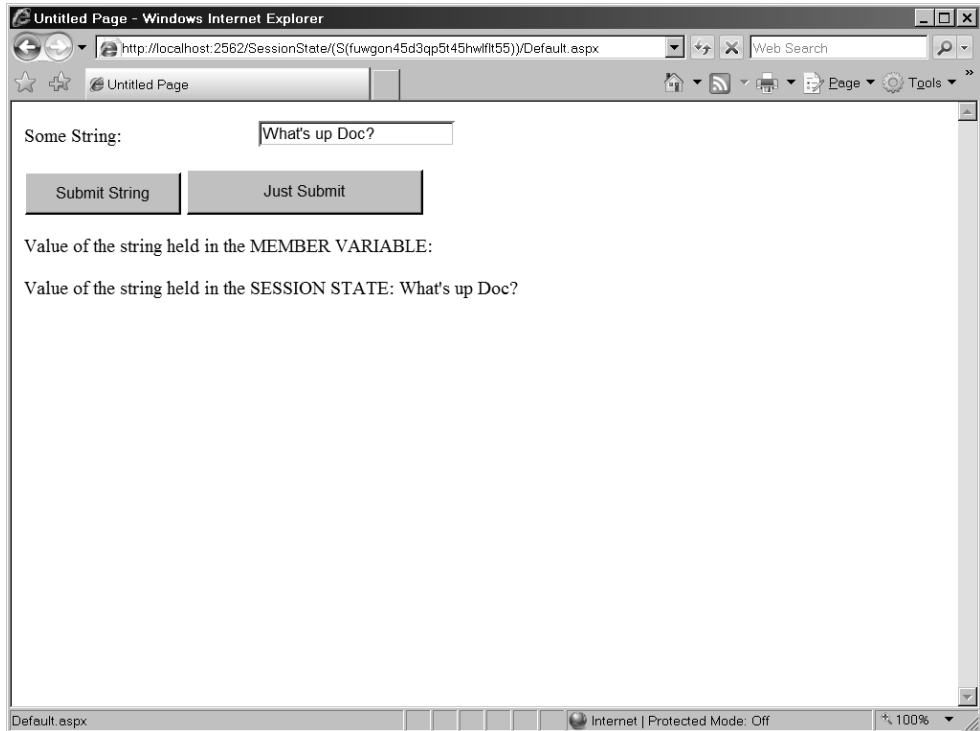 Untitled Page - Windows Internet Explorer
http://localhost:2562/SessionState/(S(fuwgon45d3qp5t45hwlflt55))/Default.aspx
Web Search
Untitled Page
Page
Tools
»
Some String:
What's up Doc?
Submit String
Just Submit
Value of the string held in the MEMBER VARIABLE:
Value of the string held in the SESSION STATE: What's up Doc?
Default.aspx
Internet | Protected Mode: Off
100%